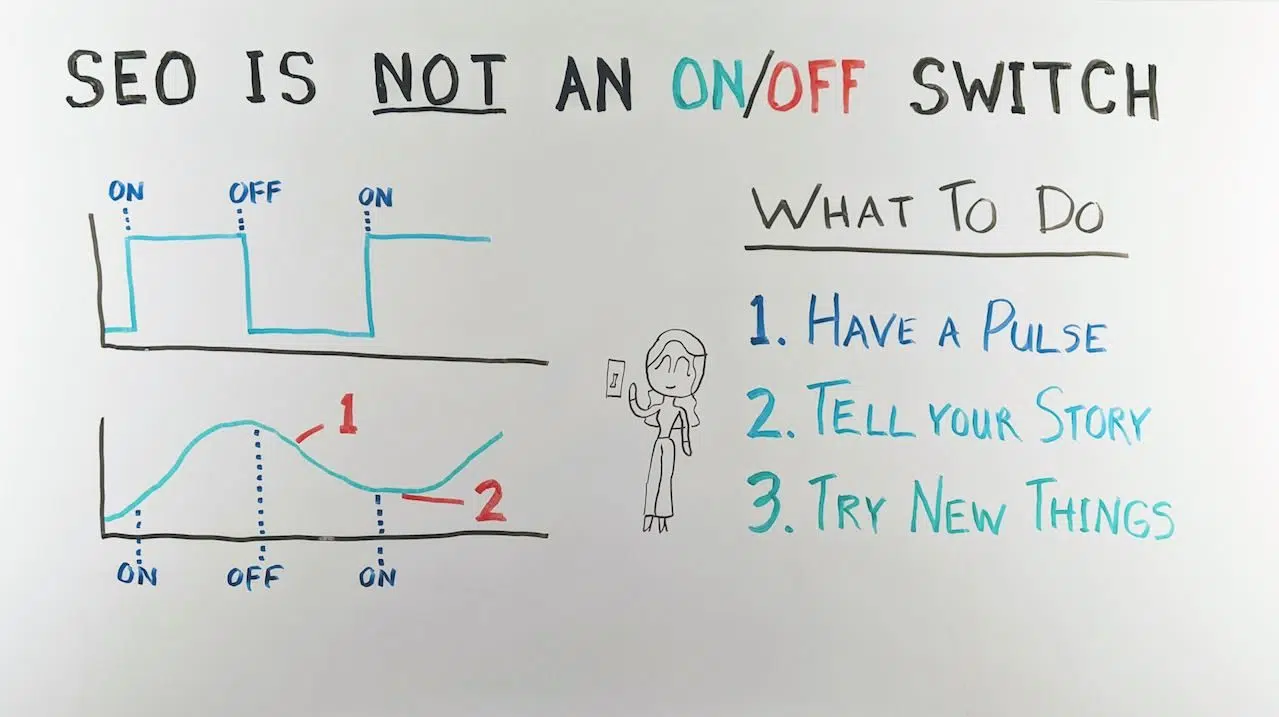 SEO IS NOT AN ON/OFF SWITCH
ON OFF ON
1
2
ON OFF ON
WHAT TO DO
1. HAVE A PULSE
2. TELL YOUR STORY
3. TRY NEW THINGS